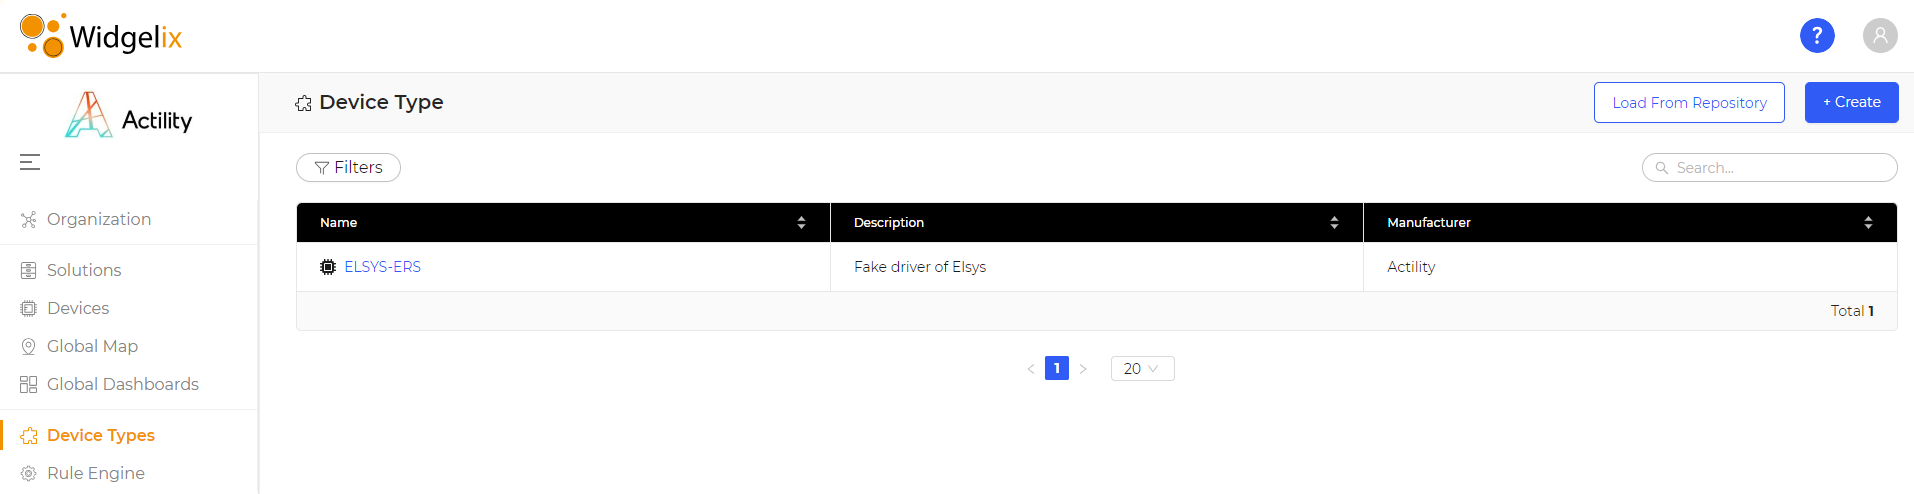 Widgelix
?
Actility
Device Type
Load From Repository
+ Create
Filters
Search...
Organization
Solutions
Devices
Global Map
Global Dashboards
Device Types
Rule Engine
Name
Description
Manufacturer
ELSYS-ERS
Fake driver of Elsys
Actility
Total 1
< 1 >
20